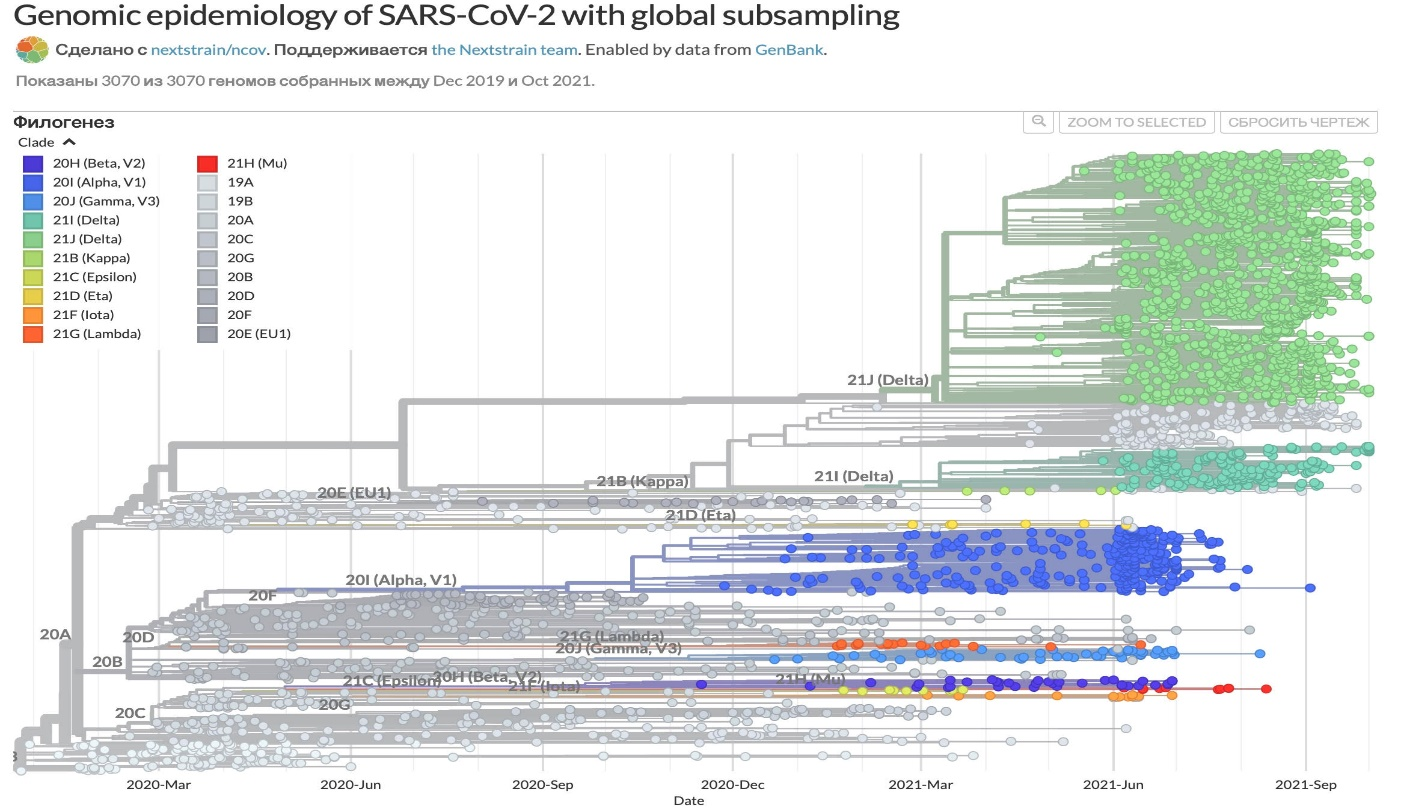 Genomic epidemiology of SARS-CoV-2 with global subsampling
Сделано с nextstrain/ncov. Поддерживается the Nextstrain team. Enabled by data from GenBank.
Показаны 3070 из 3070 геномов собранных между Dec 2019 и Oct 2021.
Филогенез
ZOOM TO SELECTED
СБРОСИТЬ ЧЕРТЕЖ
Clade
20H (Beta, V2)
20I (Alpha, V1)
20J (Gamma, V3)
21I (Delta)
21J (Delta)
21B (Kappa)
21C (Epsilon)
21D (Eta)
21F (Iota)
21G (Lambda)
21H (Mu)
19A
19B
20A
20C
20G
20B
20D
20F
20E (EU1)
21J (Delta)
21I (Delta)
21B (Kappa)
20E (EU1)
21D (Eta)
20I (Alpha, V1)
20F
20A
20D
21G (Lambda)
20J (Gamma, V3)
20B
20H (Beta, V2)
21H (Mu)
21C (Epsilon)
21F (Iota)
20G
20C
2020-Mar
2020-Jun
2020-Sep
2020-Dec
2021-Mar
2021-Jun
2021-Sep
Date